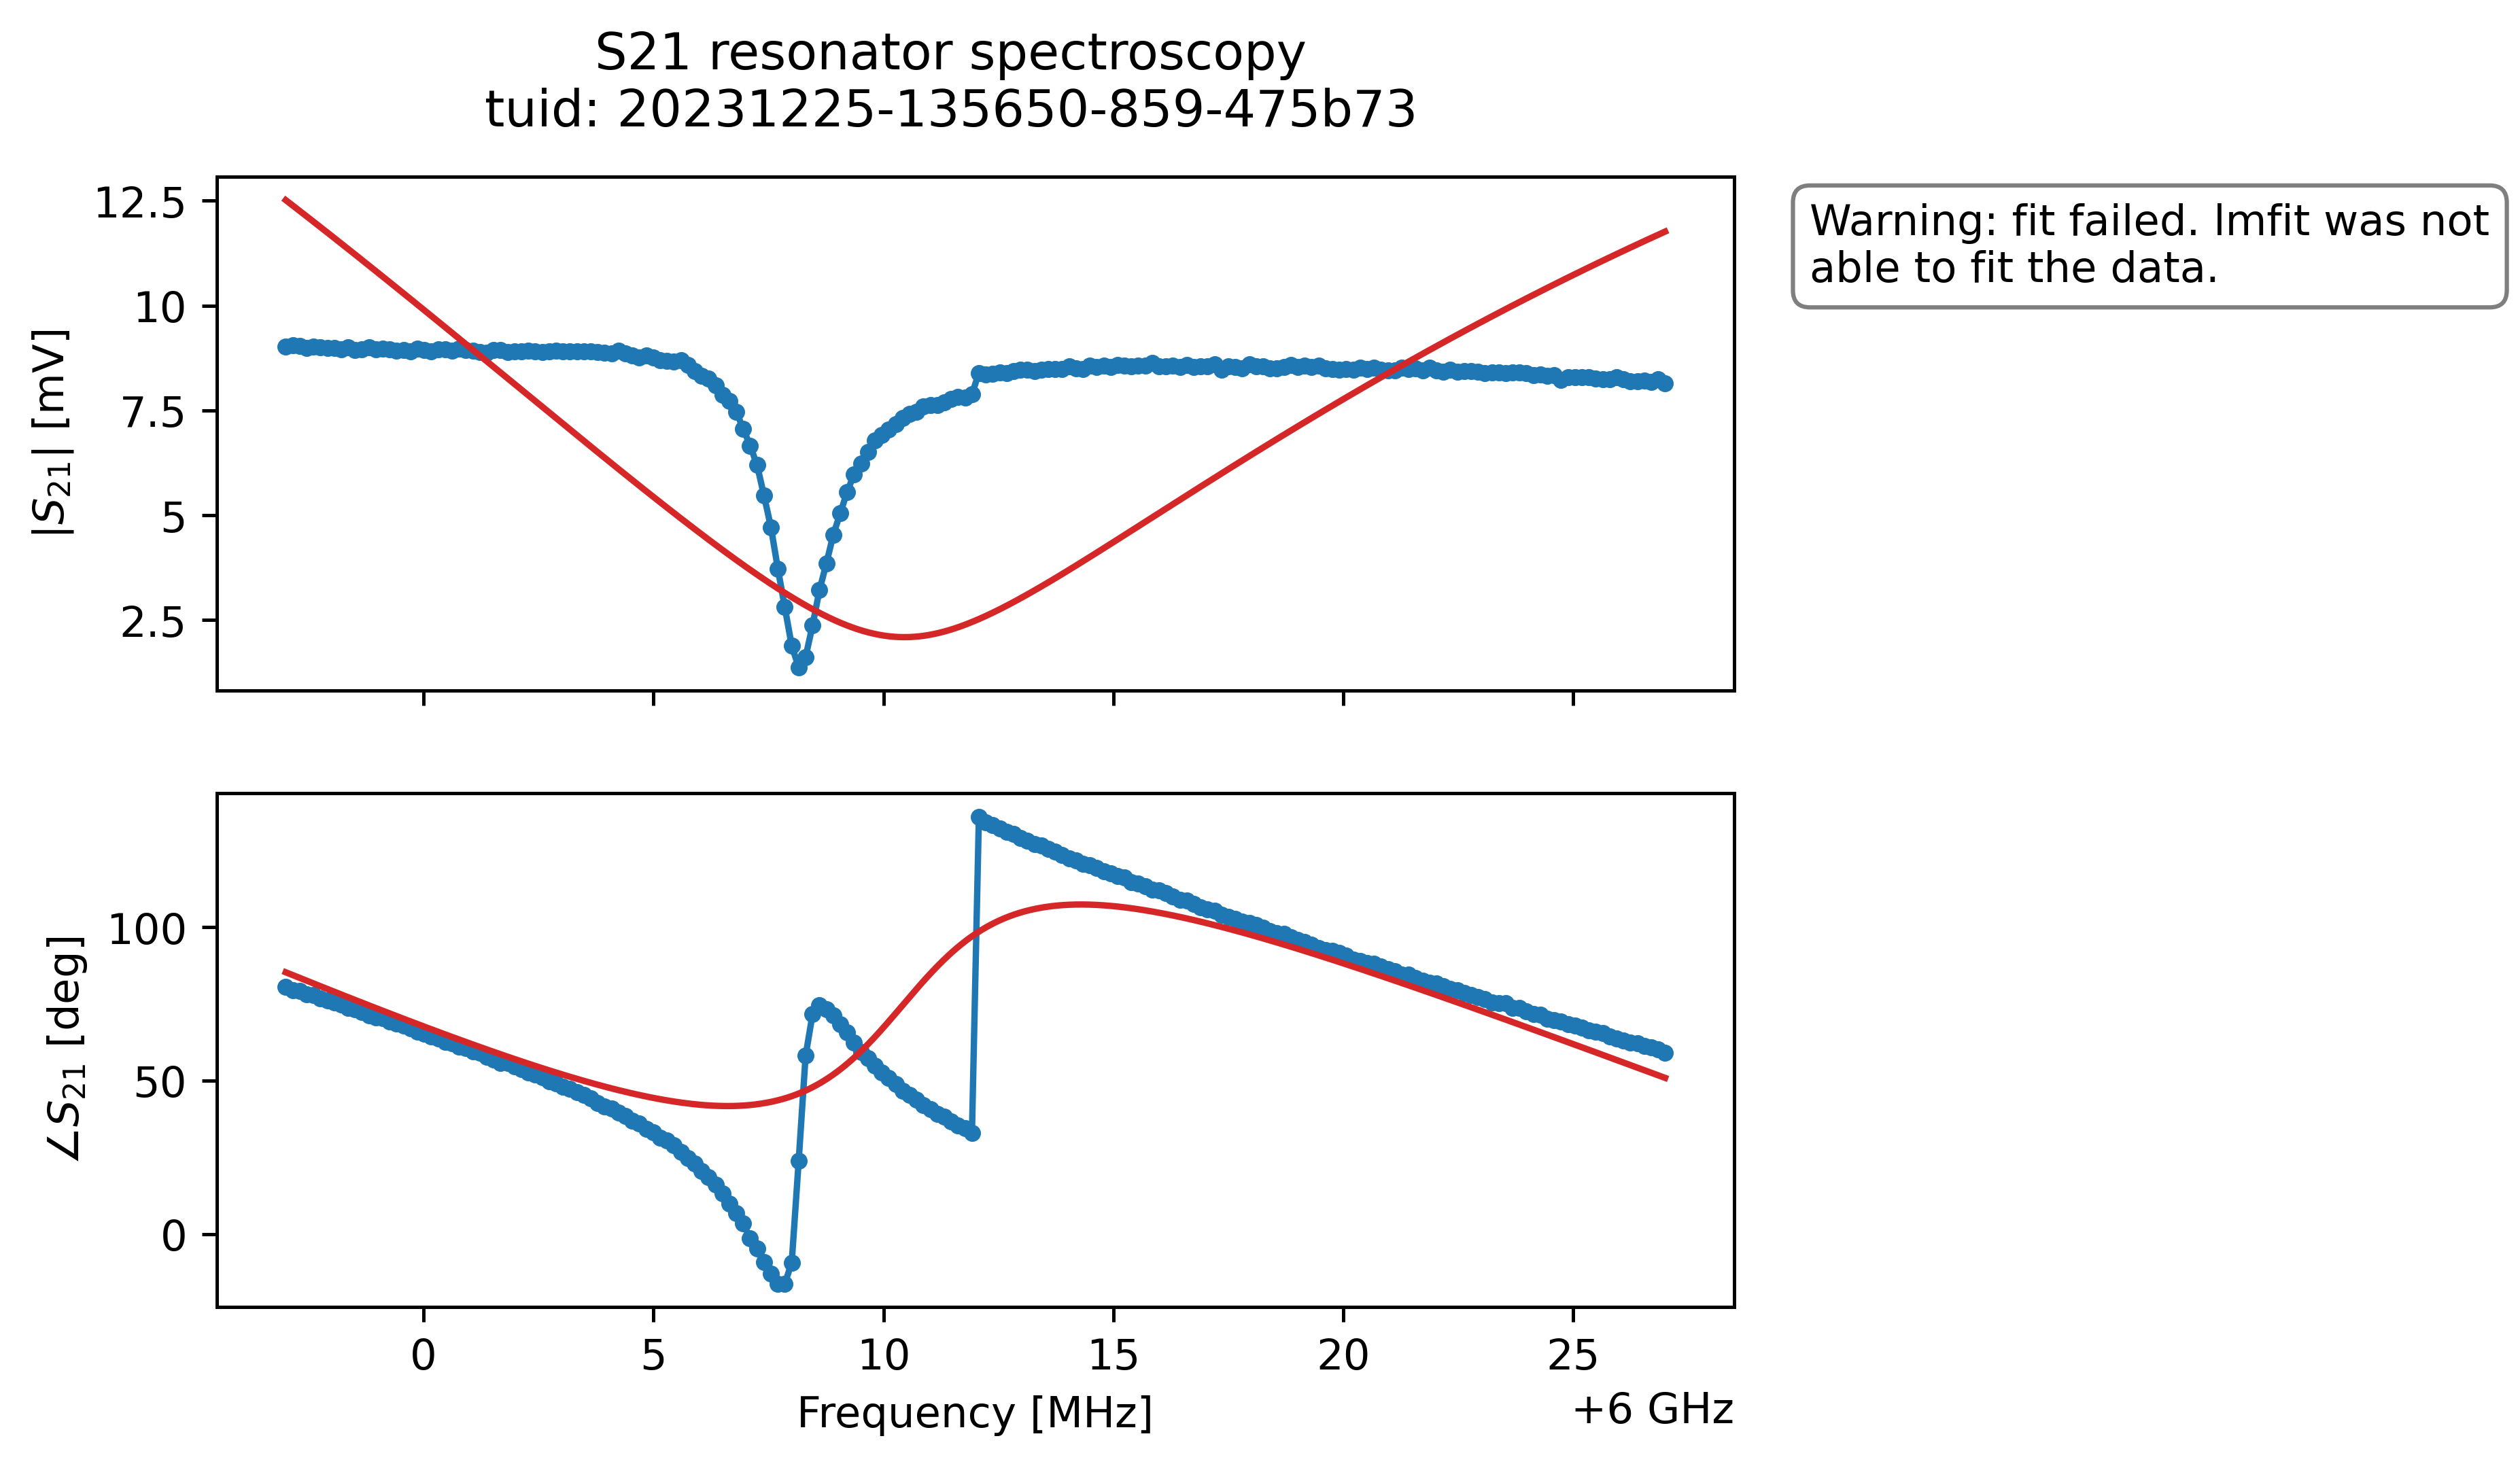 S21 resonator spectroscopy
tuid: 20231225-135650-859-475b73
12.5
10
7.5
5
2.5
|S₂₁| [mV]
Warning: fit failed. lmfit was not
able to fit the data.
100
50
0
∠S₂₁ [deg]
0 5 10 15 20 25
Frequency [MHz]
+6 GHz